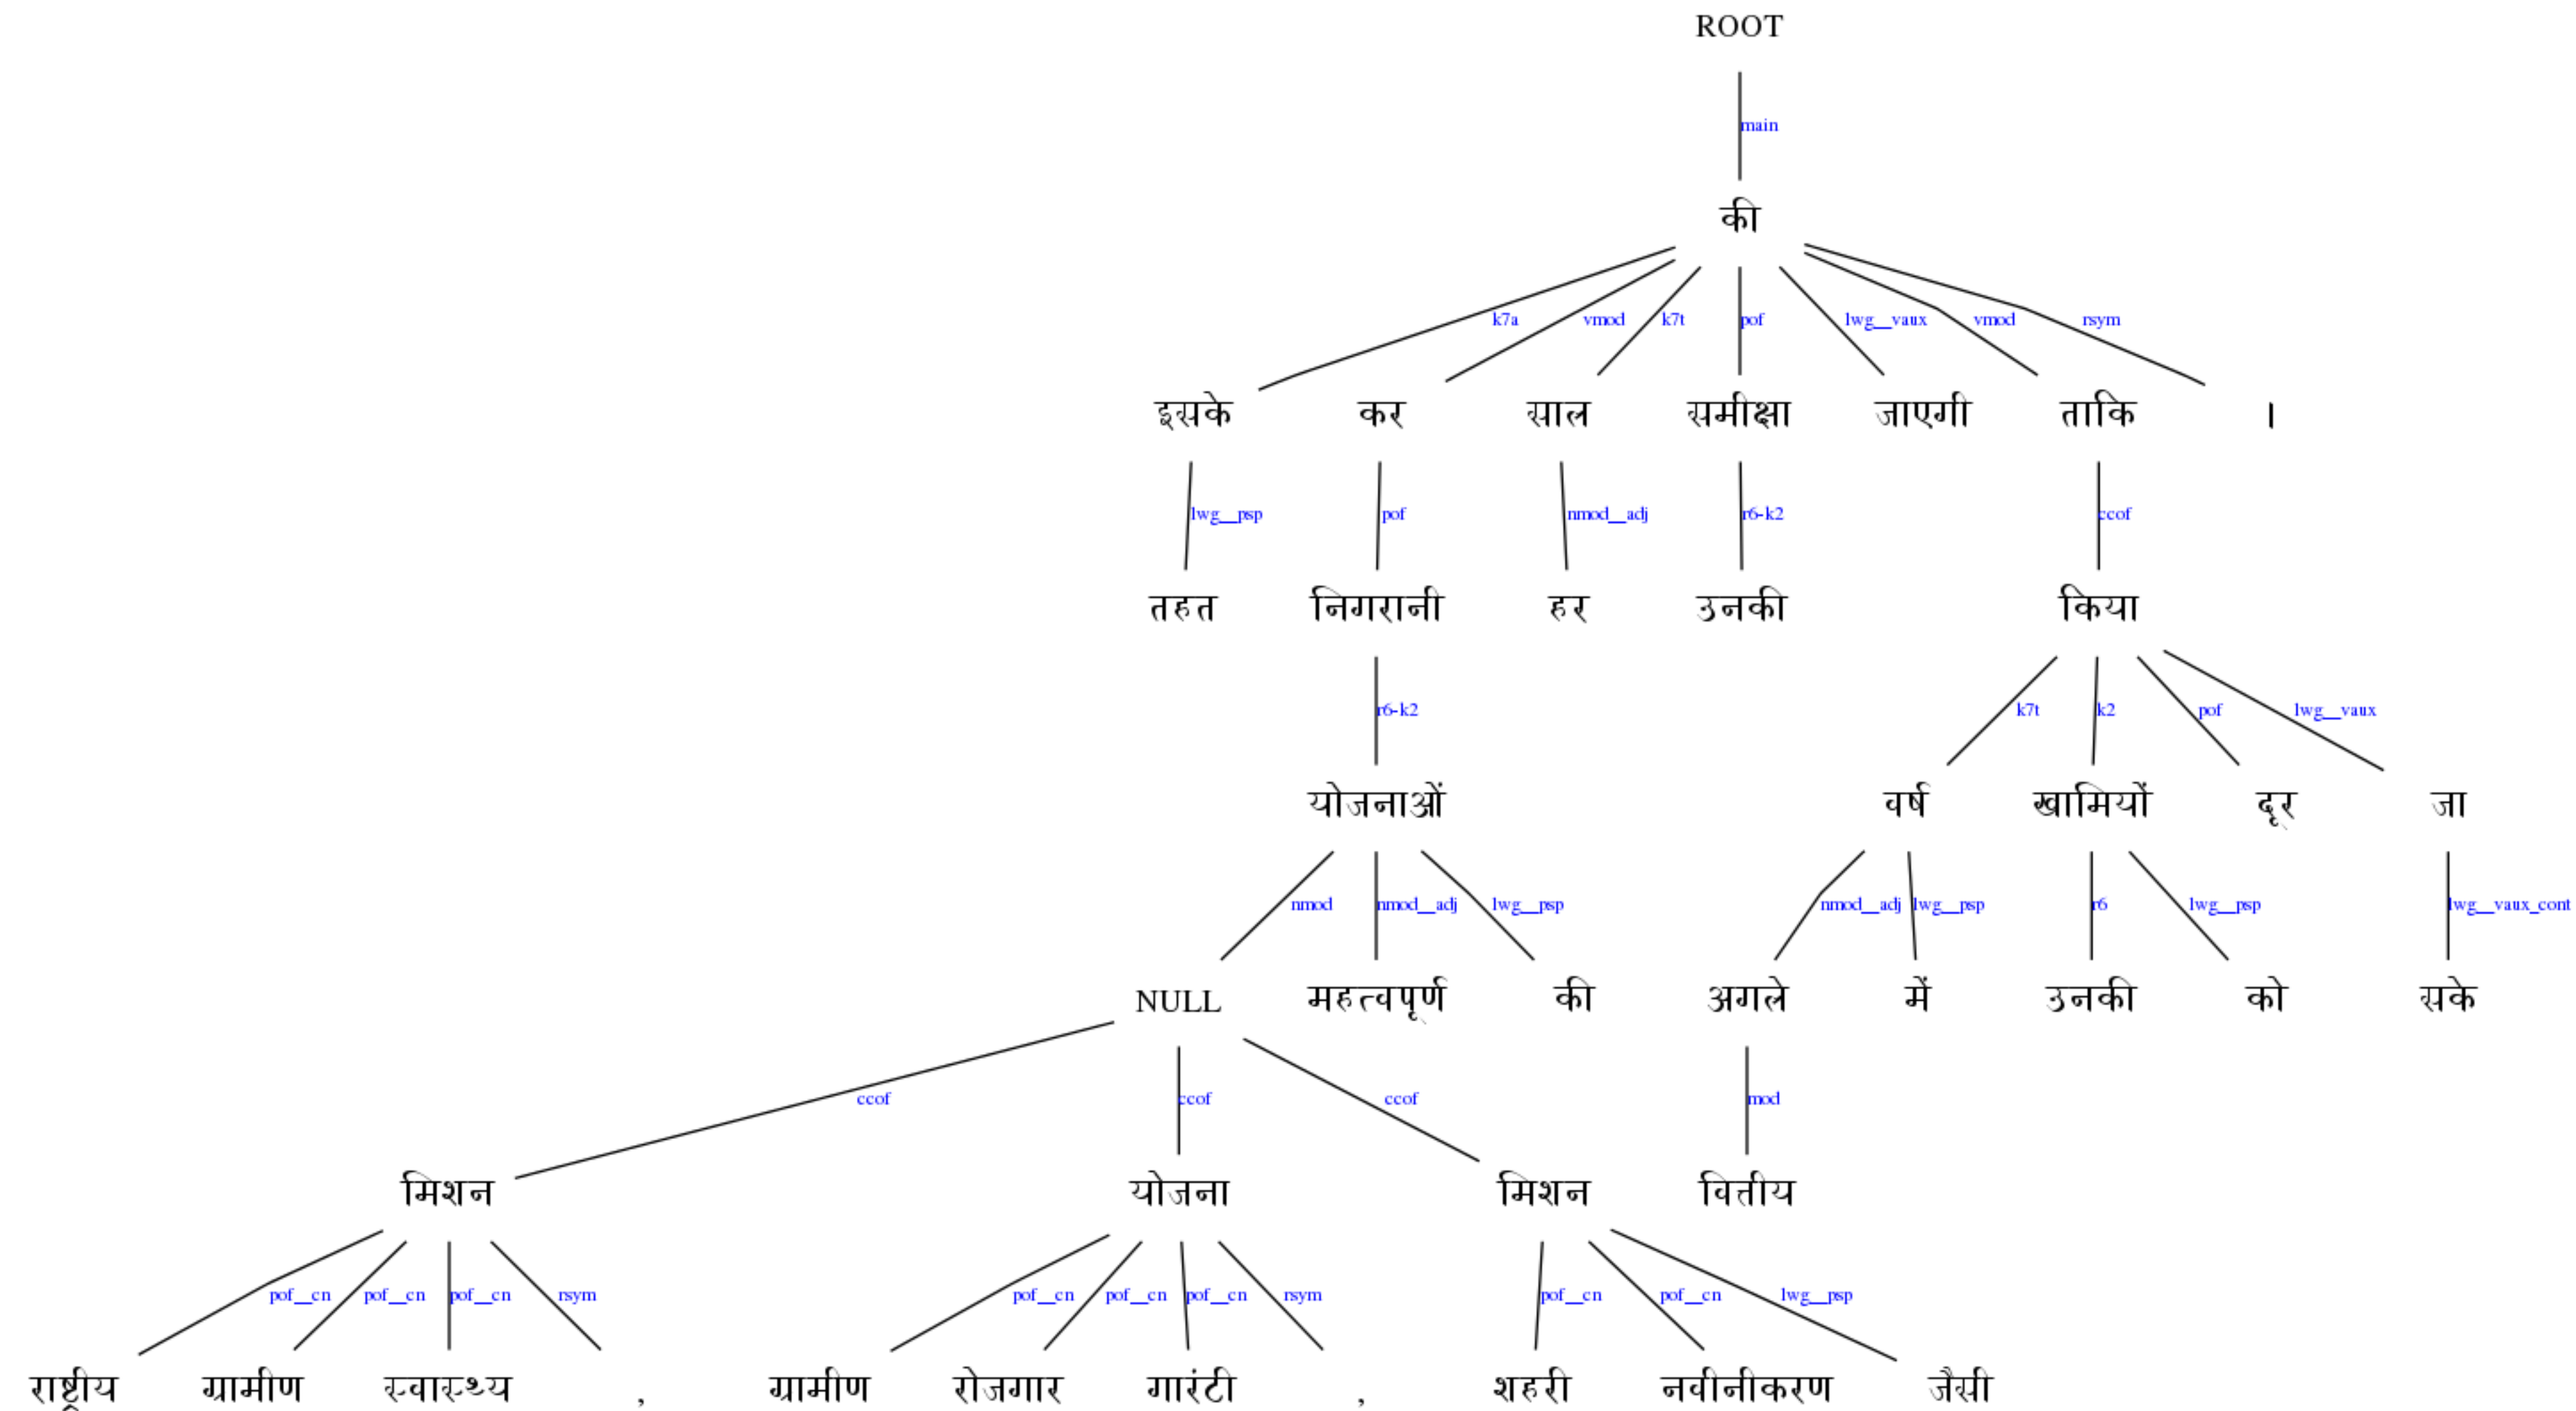 ROOT
main
की
k7a vmod k7t pof lwg__vaux vmod rsym
इसके कर साल समीक्षा जाएगी ताकि ।
lwg__psp pof nmod__adj r6-k2 ccof
तहत निगरानी हर उनकी किया
r6-k2 k7t k2 pof lwg__vaux
योजनाओं वर्ष खामियों दूर जा
nmod nmod__adj lwg__psp nmod__adj lwg__psp r6 lwg__psp lwg__vaux_cont
NULL महत्वपूर्ण की अगले में उनकी को सके
ccof ccof ccof mod
मिशन योजना मिशन वित्तीय
pof__cn pof__cn pof__cn rsym pof__cn pof__cn pof__cn rsym pof__cn pof__cn lwg__psp
राष्ट्रीय ग्रामीण स्वास्थ्य , ग्रामीण रोजगार गारंटी , शहरी नवीनीकरण जैसी